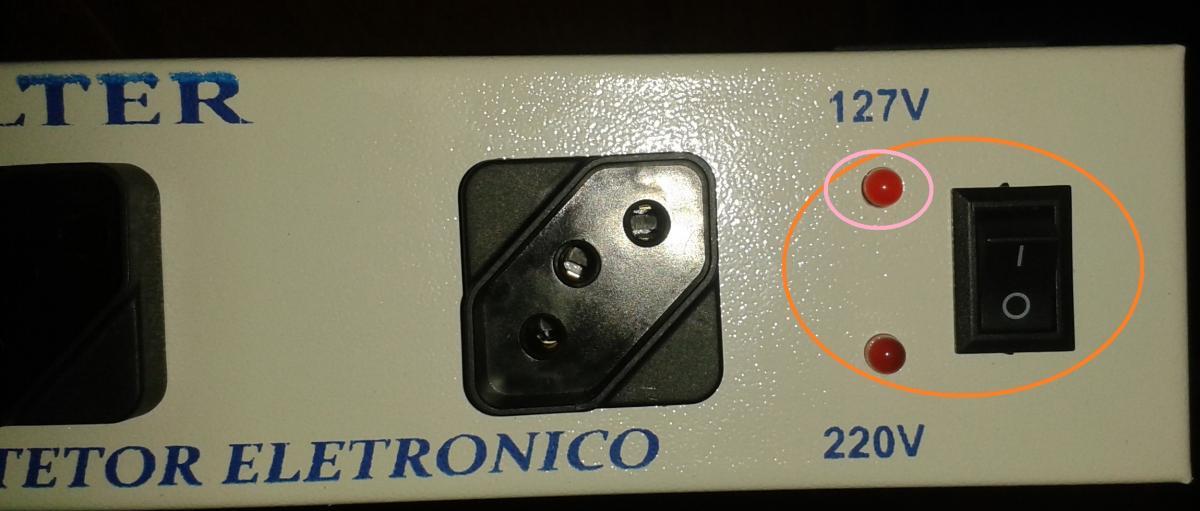 LTER
127V
I
O
220V
TETOR ELETRONICO